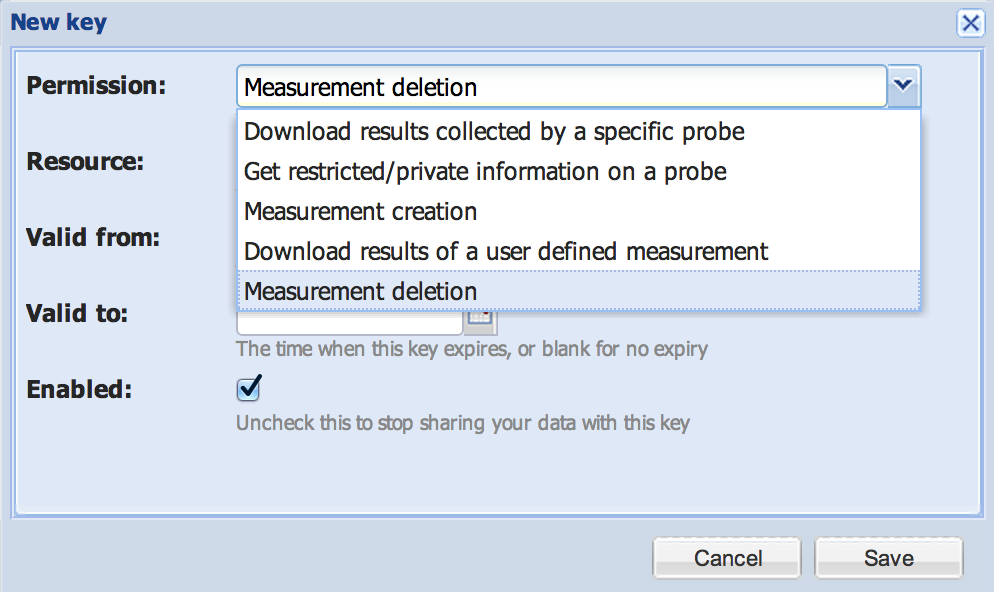 New key
Permission:
Measurement deletion
Download results collected by a specific probe
Get restricted/private information on a probe
Measurement creation
Download results of a user defined measurement
Measurement deletion
Resource:
Valid from:
Valid to:
The time when this key expires, or blank for no expiry
Enabled:
Uncheck this to stop sharing your data with this key
Cancel
Save